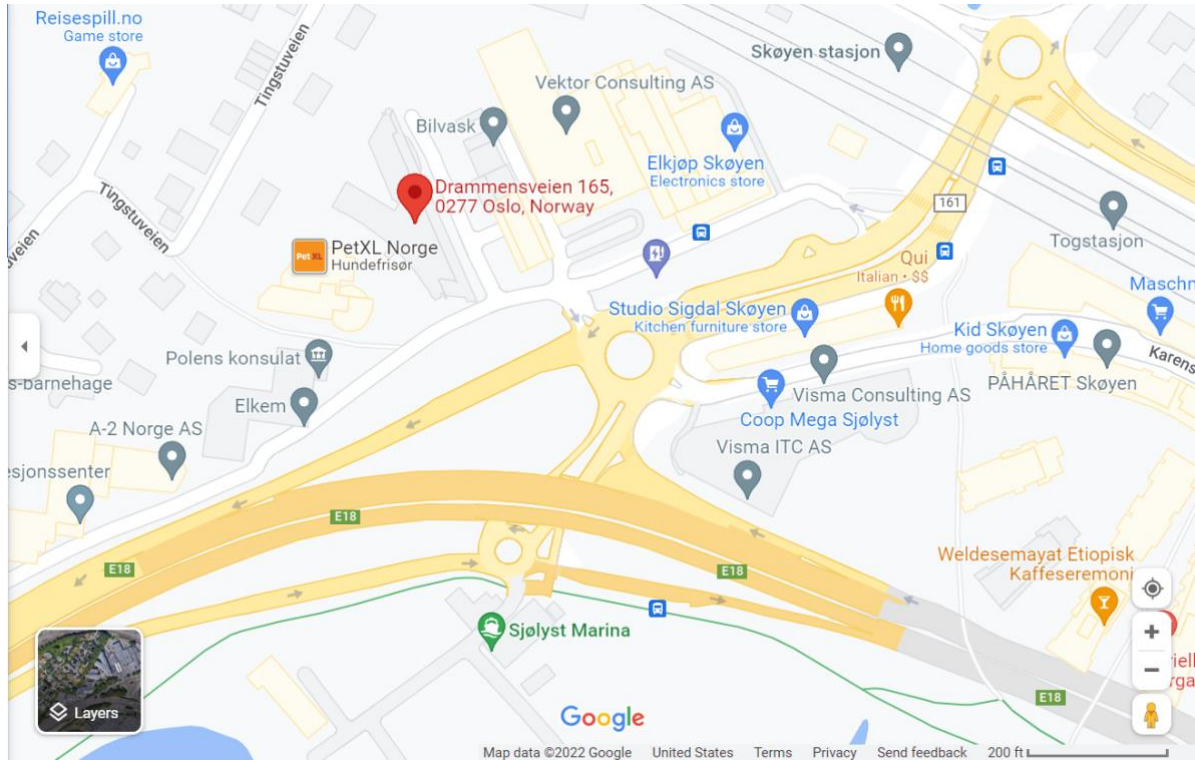 Reisespill.no
Game store
Tingstuveien
Skøyen stasjon
Vektor Consulting AS
Bilvask
Elkjøp Skøyen
Electronics store
Drammensveien 165,
0277 Oslo, Norway
Tingstuveien
uveien
161
Togstasjon
PetXL
PetXL Norge
Hundefrisør
Qui
Italian • $$
Maschn
Studio Sigdal Skøyen
Kitchen furniture store
Kid Skøyen
Home goods store
Karens
Polens konsulat
s-barnehage
PÅHÅRET Skøyen
Visma Consulting AS
Elkem
Coop Mega Sjølyst
A-2 Norge AS
Visma ITC AS
esjonssenter
E18
E18
E18
Weldesemayat Etiopisk
Kaffeseremoni
Sjølyst Marina
riell
rga
E18
Layers
Google
Map data ©2022 Google United States Terms Privacy Send feedback 200 ft